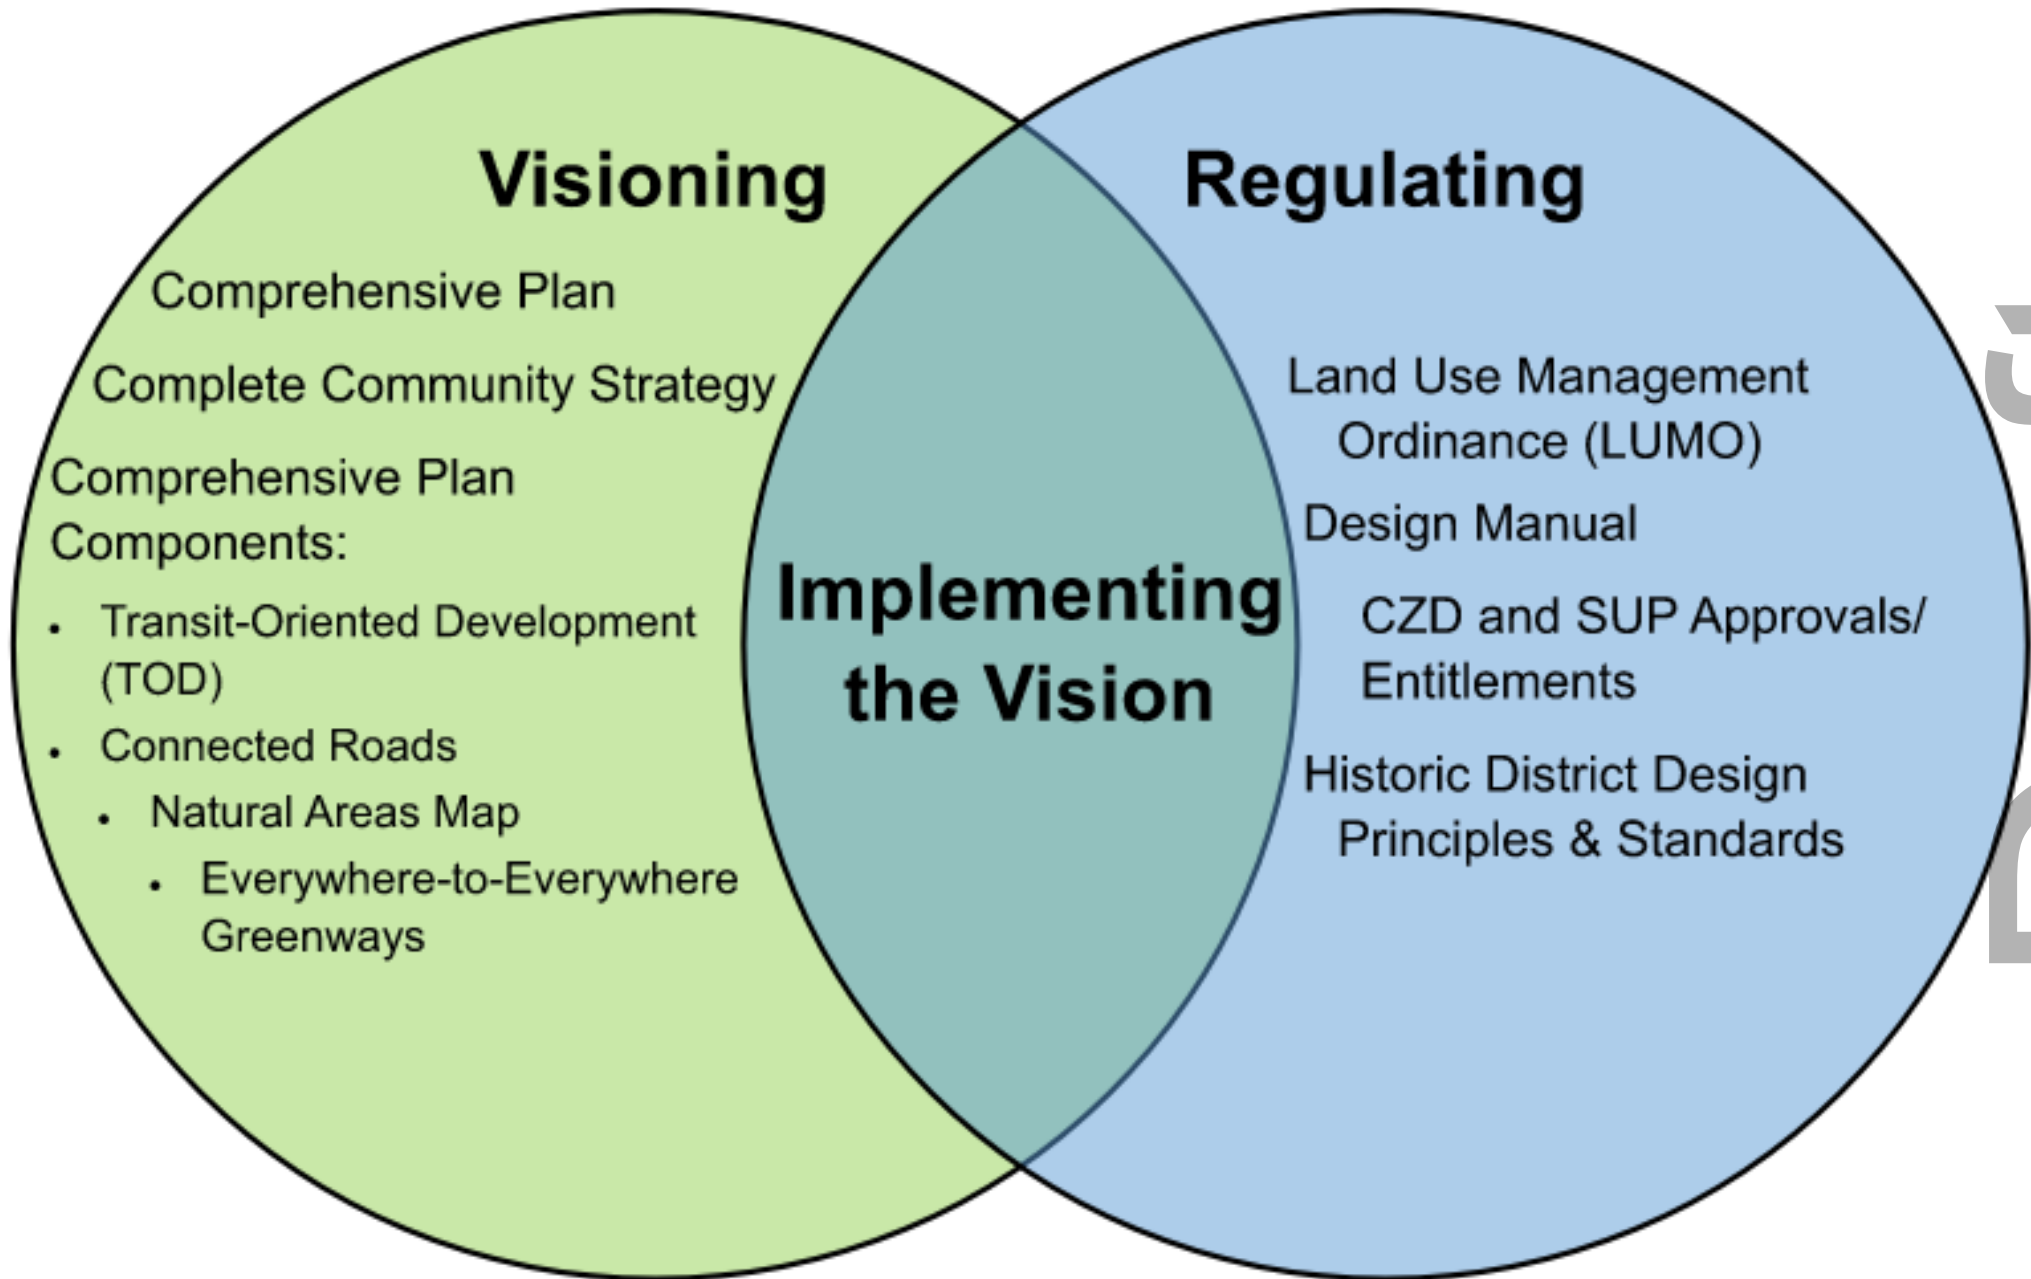 Visioning
Comprehensive Plan
Complete Community Strategy
Comprehensive Plan
Components:
• Transit-Oriented Development
(TOD)
• Connected Roads
• Natural Areas Map
• Everywhere-to-Everywhere
Greenways
Implementing
the Vision
Regulating
Land Use Management
Ordinance (LUMO)
Design Manual
CZD and SUP Approvals/
Entitlements
Historic District Design
Principles & Standards